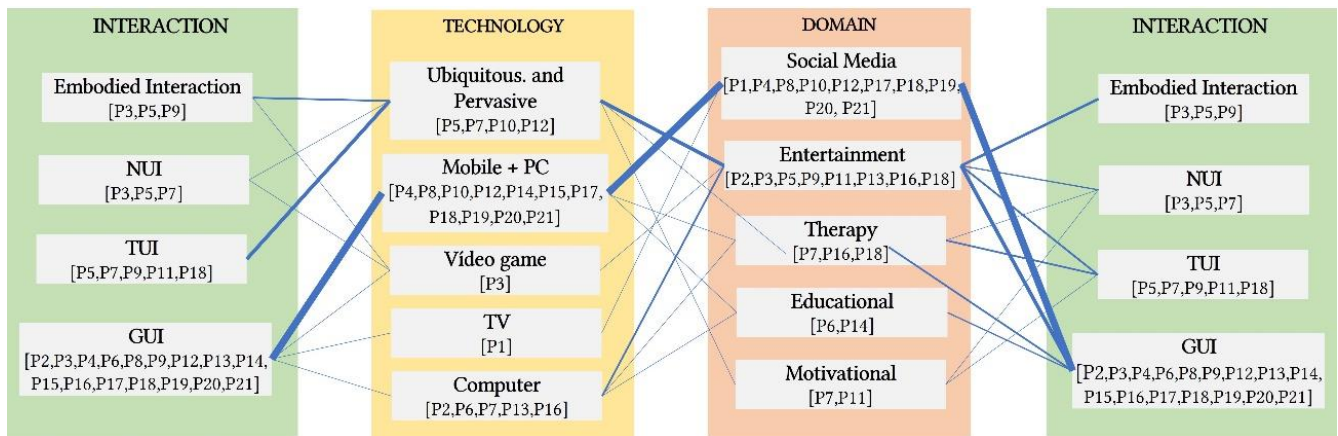 INTERACTION
Embodied Interaction
[P3,P5,P9]
NUI
[P3,P5,P7]
TUI
[P5,P7,P9,P11,P18]
GUI
[P2,P3,P4,P6,P8,P9,P12,P13,P14,
P15,P16,P17,P18,P19,P20,P21]
TECHNOLOGY
Ubiquitous. and
Pervasive
[P5,P7,P10,P12]
Mobile + PC
[P4,P8,P10,P12,P14,P15,P17,
P18,P19,P20,P21]
Vídeo game
[P3]
TV
[P1]
Computer
[P2,P6,P7,P13,P16]
DOMAIN
Social Media
[P1,P4,P8,P10,P12,P17,P18,P19,
P20, P21]
Entertainment
[P2,P3,P5,P9,P11,P13,P16,P18]
Therapy
[P7,P16,P18]
Educational
[P6,P14]
Motivational
[P7,P11]
INTERACTION
Embodied Interaction
[P3,P5,P9]
NUI
[P3,P5,P7]
TUI
[P5,P7,P9,P11,P18]
GUI
[P2,P3,P4,P6,P8,P9,P12,P13,P14,
P15,P16,P17,P18,P19,P20,P21]